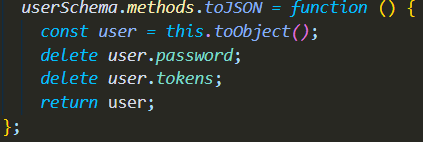 userSchema.methods.toJSON = function () {
const user = this.toObject();
delete user.password;
delete user.tokens;
return user;
};